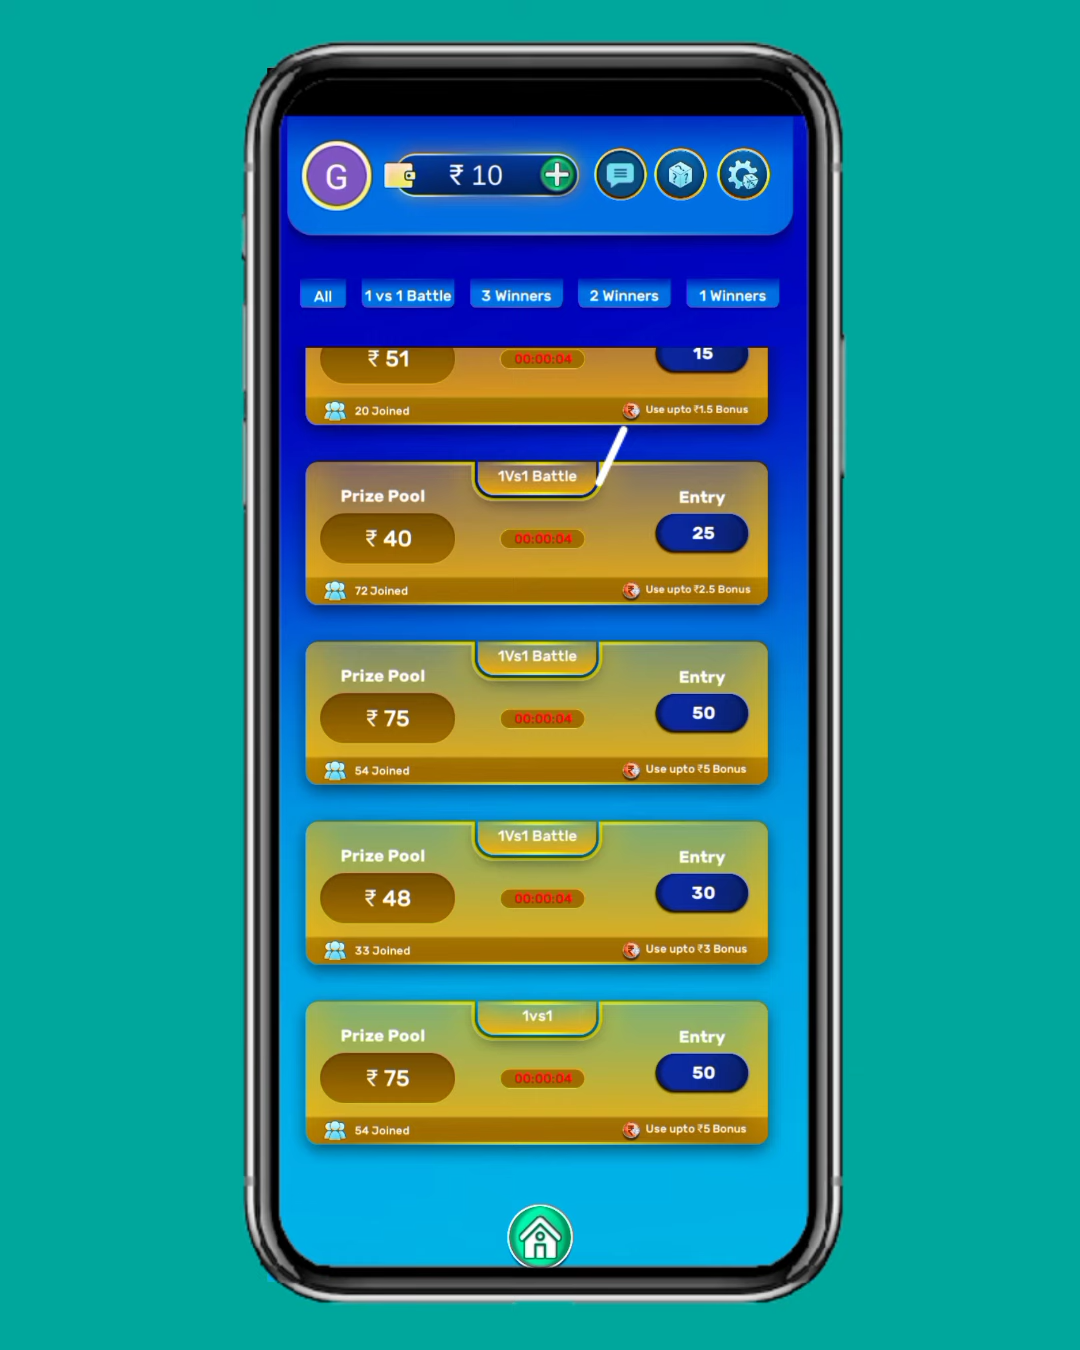 G
₹ 10
All
1 vs 1 Battle
3 Winners
2 Winners
1 Winners
₹ 51
00:00:04
15
20 Joined
Use upto ₹1.5 Bonus
1Vs1 Battle
Prize Pool
Entry
₹ 40
00:00:04
25
72 Joined
Use upto ₹2.5 Bonus
1Vs1 Battle
Prize Pool
Entry
₹ 75
00:00:04
50
54 Joined
Use upto ₹5 Bonus
1Vs1 Battle
Prize Pool
Entry
₹ 48
00:00:04
30
33 Joined
Use upto ₹3 Bonus
1vs1
Prize Pool
Entry
₹ 75
00:00:04
50
54 Joined
Use upto ₹5 Bonus